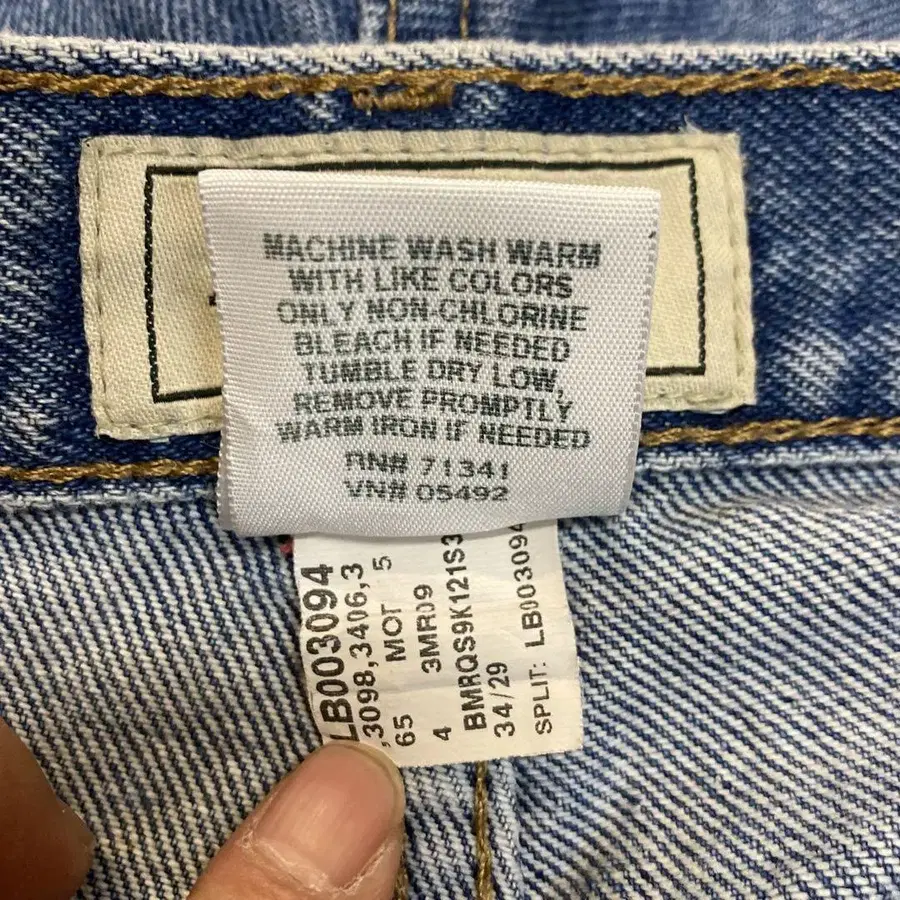 MACHINE WASH WARM
WITH LIKE COLORS
ONLY NON-CHLORINE
BLEACH IF NEEDED
TUMBLE DRY LOW,
REMOVE PROMPTLY
WARM IRON IF NEEDED
RN# 71341
VN# 05492
LB003094
,3098,3406,3
65 MOT 5
4 3MR09
BMRQS9K121S3
34/29
SPLIT: LB003094